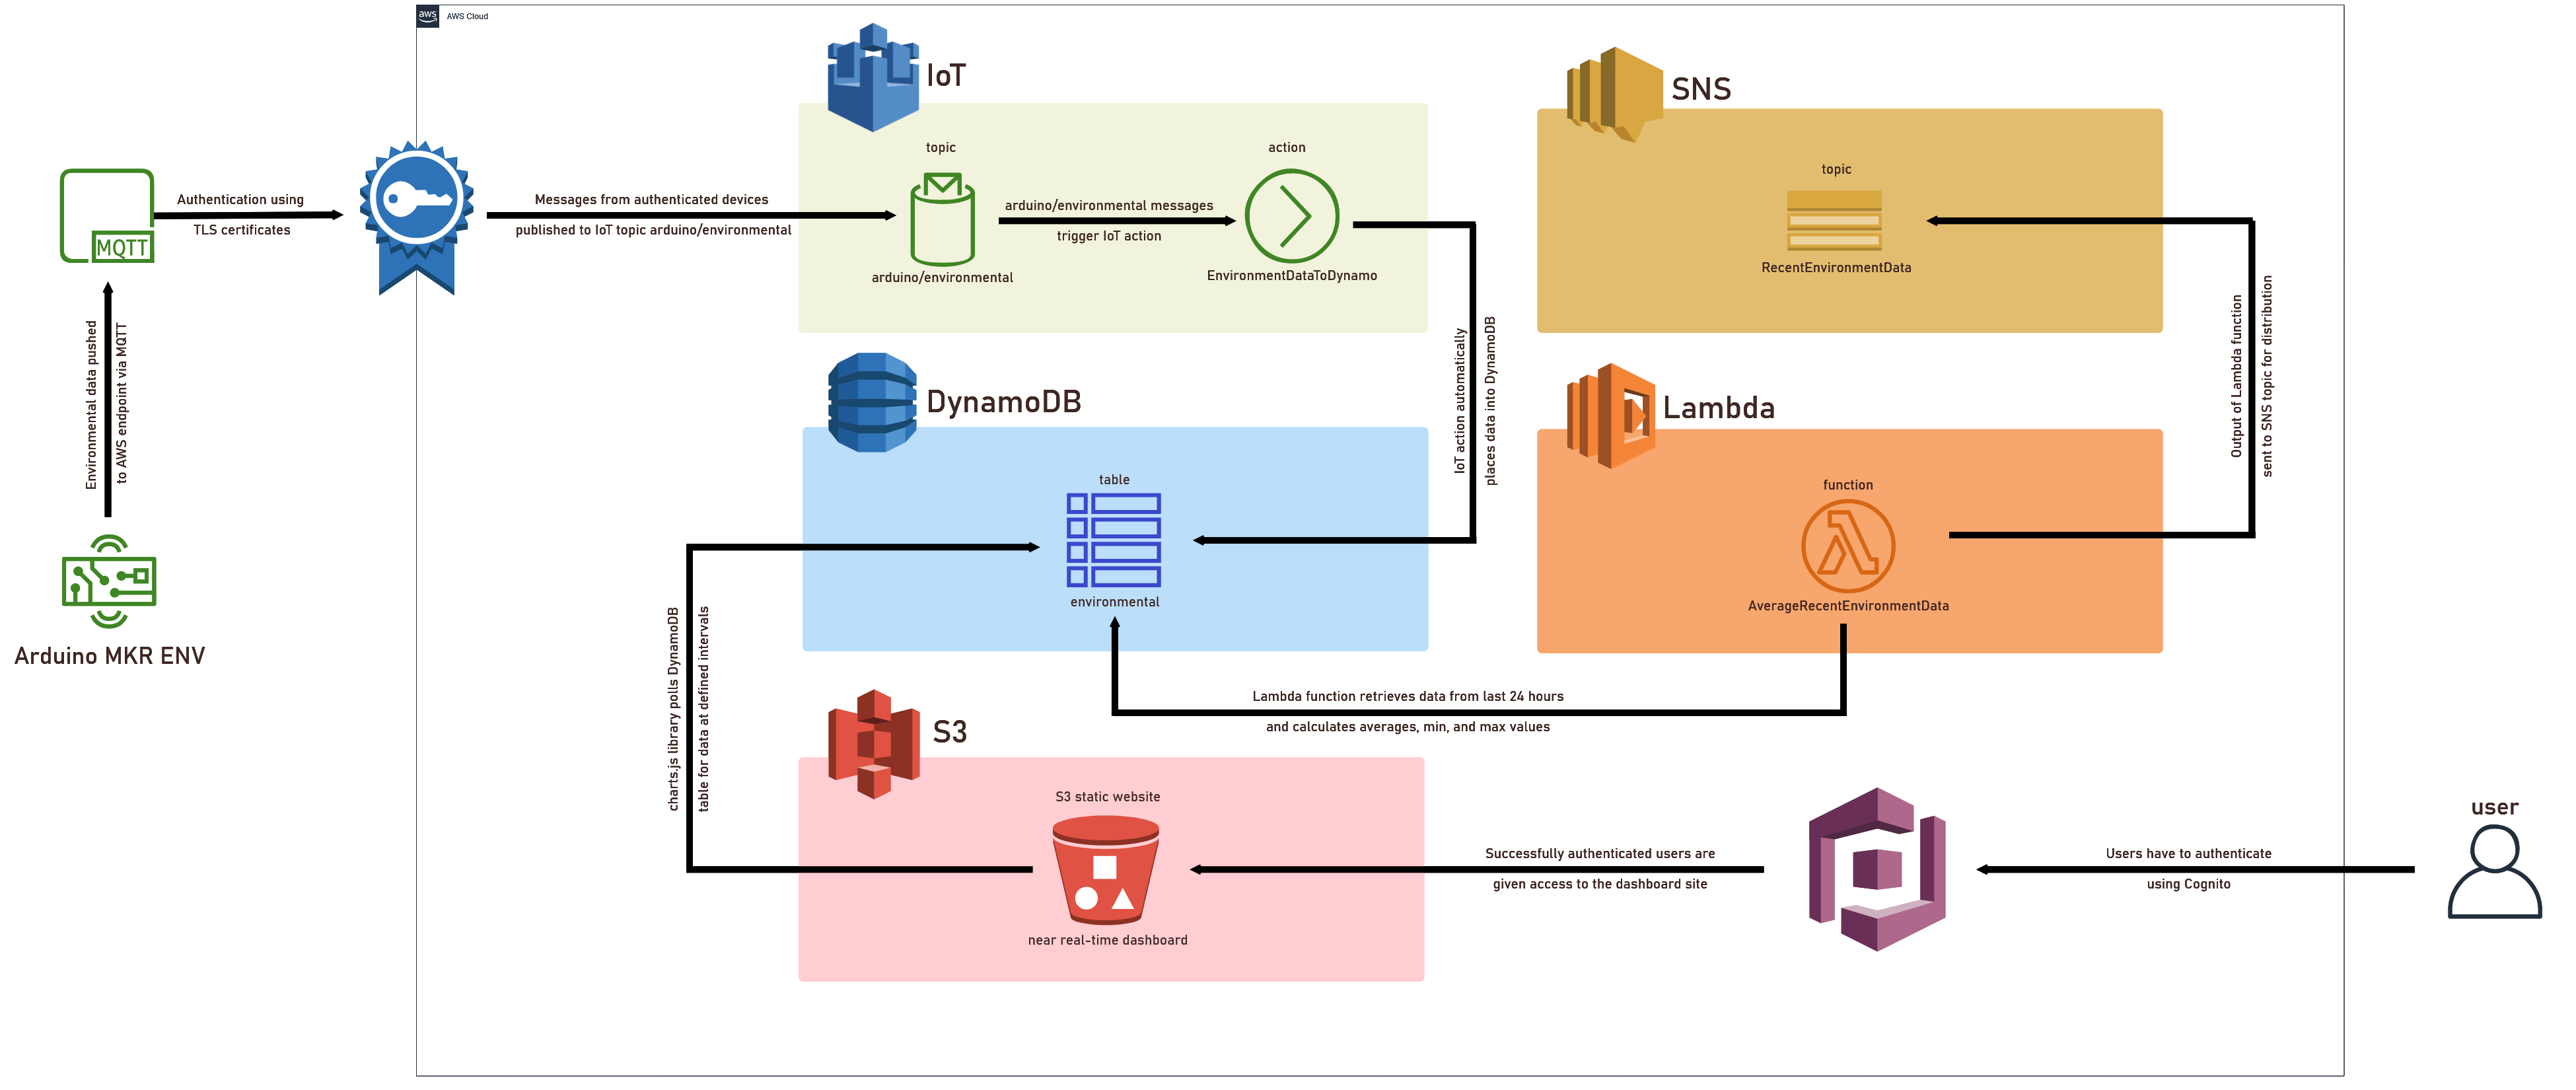 aws
AWS Cloud
IoT
SNS
topic
action
topic
Authentication using
TLS certificates
Messages from authenticated devices
published to IoT topic arduino/environmental
arduino/environmental messages
trigger IoT action
MQTT
arduino/environmental
EnvironmentDataToDynamo
RecentEnvironmentData
Environmental data pushed
to AWS endpoint via MQTT
IoT action automatically
places data into DynamoDB
Output of Lambda function
sent to SNS topic for distribution
DynamoDB
Lambda
table
function
environmental
AverageRecentEnvironmentData
Arduino MKR ENV
charts.js library polls DynamoDB
table for data at defined intervals
Lambda function retrieves data from last 24 hours
and calculates averages, min, and max values
S3
S3 static website
near real-time dashboard
Successfully authenticated users are
given access to the dashboard site
Users have to authenticate
using Cognito
user